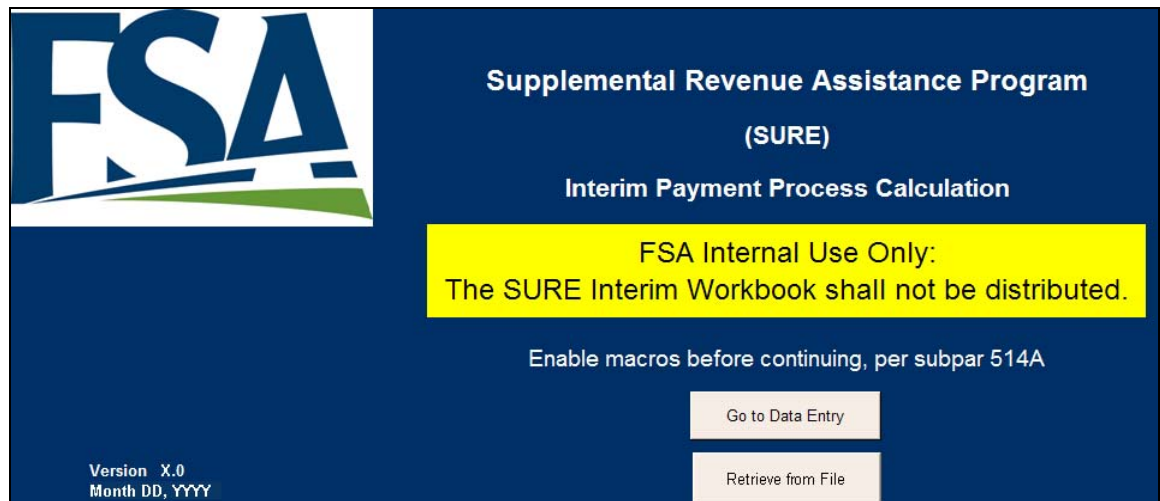 FSA
Supplemental Revenue Assistance Program
(SURE)
Interim Payment Process Calculation
FSA Internal Use Only:
The SURE Interim Workbook shall not be distributed.
Enable macros before continuing, per subpar 514A
Go to Data Entry
Retrieve from File
Version X.0
Month DD, YYYY